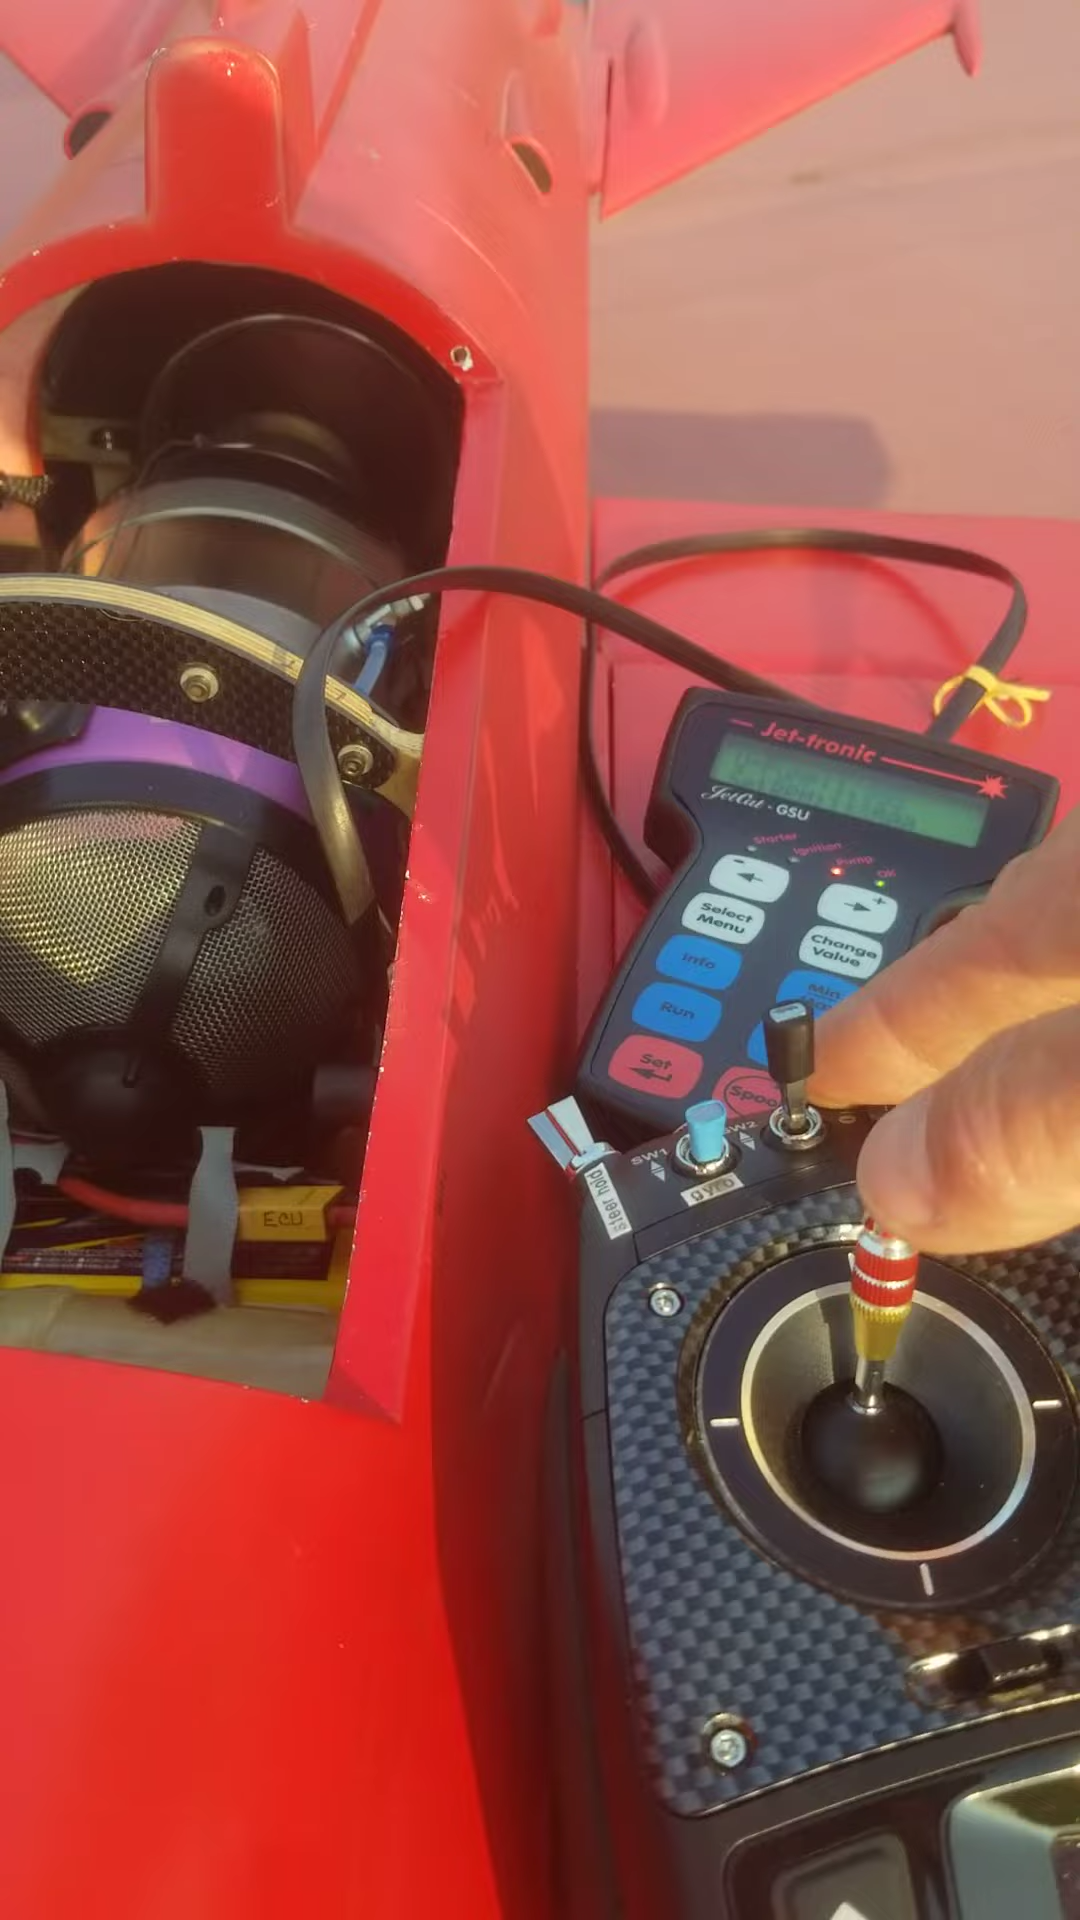 Jet-tronic
JetCat · GSU
Starter
Ignition
Pump
OK
-
+
Select
Menu
Change
Value
Info
Run
Set
SW1
SW2
gyro
steer hold
ECU